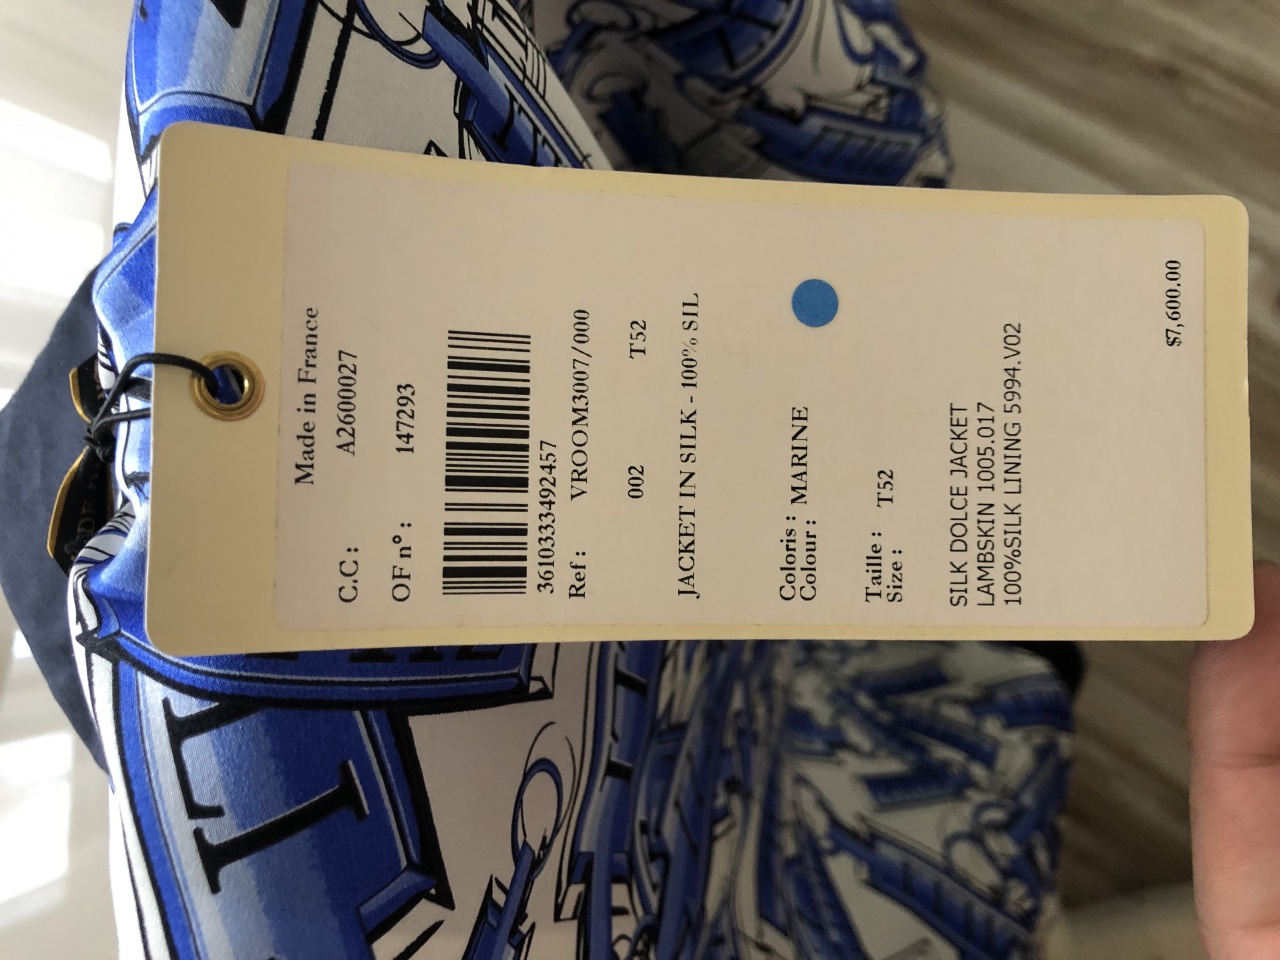 Made in France
C.C : A2600027
OF n° : 147293
3610333492457
Ref : VROOM3007/000
002 T52
JACKET IN SILK - 100% SIL
Coloris : MARINE
Colour :
Taille : T52
Size :
SILK DOLCE JACKET
LAMBSKIN 1005.017
100%SILK LINING 5994.V02
$7,600.00